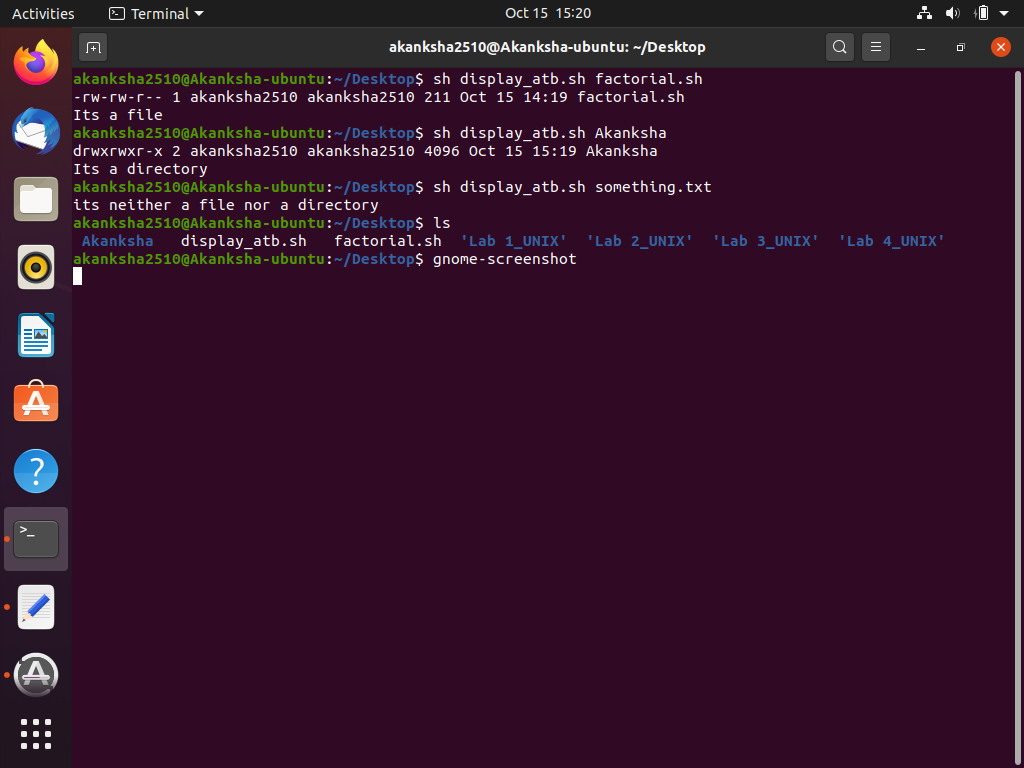 Activities Terminal Oct 15 15:20
akanksha2510@Akanksha-ubuntu: ~/Desktop
akanksha2510@Akanksha-ubuntu:~/Desktop$ sh display_atb.sh factorial.sh
-rw-rw-r-- 1 akanksha2510 akanksha2510 211 Oct 15 14:19 factorial.sh
Its a file
akanksha2510@Akanksha-ubuntu:~/Desktop$ sh display_atb.sh Akanksha
drwxrwxr-x 2 akanksha2510 akanksha2510 4096 Oct 15 15:19 Akanksha
Its a directory
akanksha2510@Akanksha-ubuntu:~/Desktop$ sh display_atb.sh something.txt
its neither a file nor a directory
akanksha2510@Akanksha-ubuntu:~/Desktop$ ls
Akanksha display_atb.sh factorial.sh 'Lab 1_UNIX' 'Lab 2_UNIX' 'Lab 3_UNIX' 'Lab 4_UNIX'
akanksha2510@Akanksha-ubuntu:~/Desktop$ gnome-screenshot